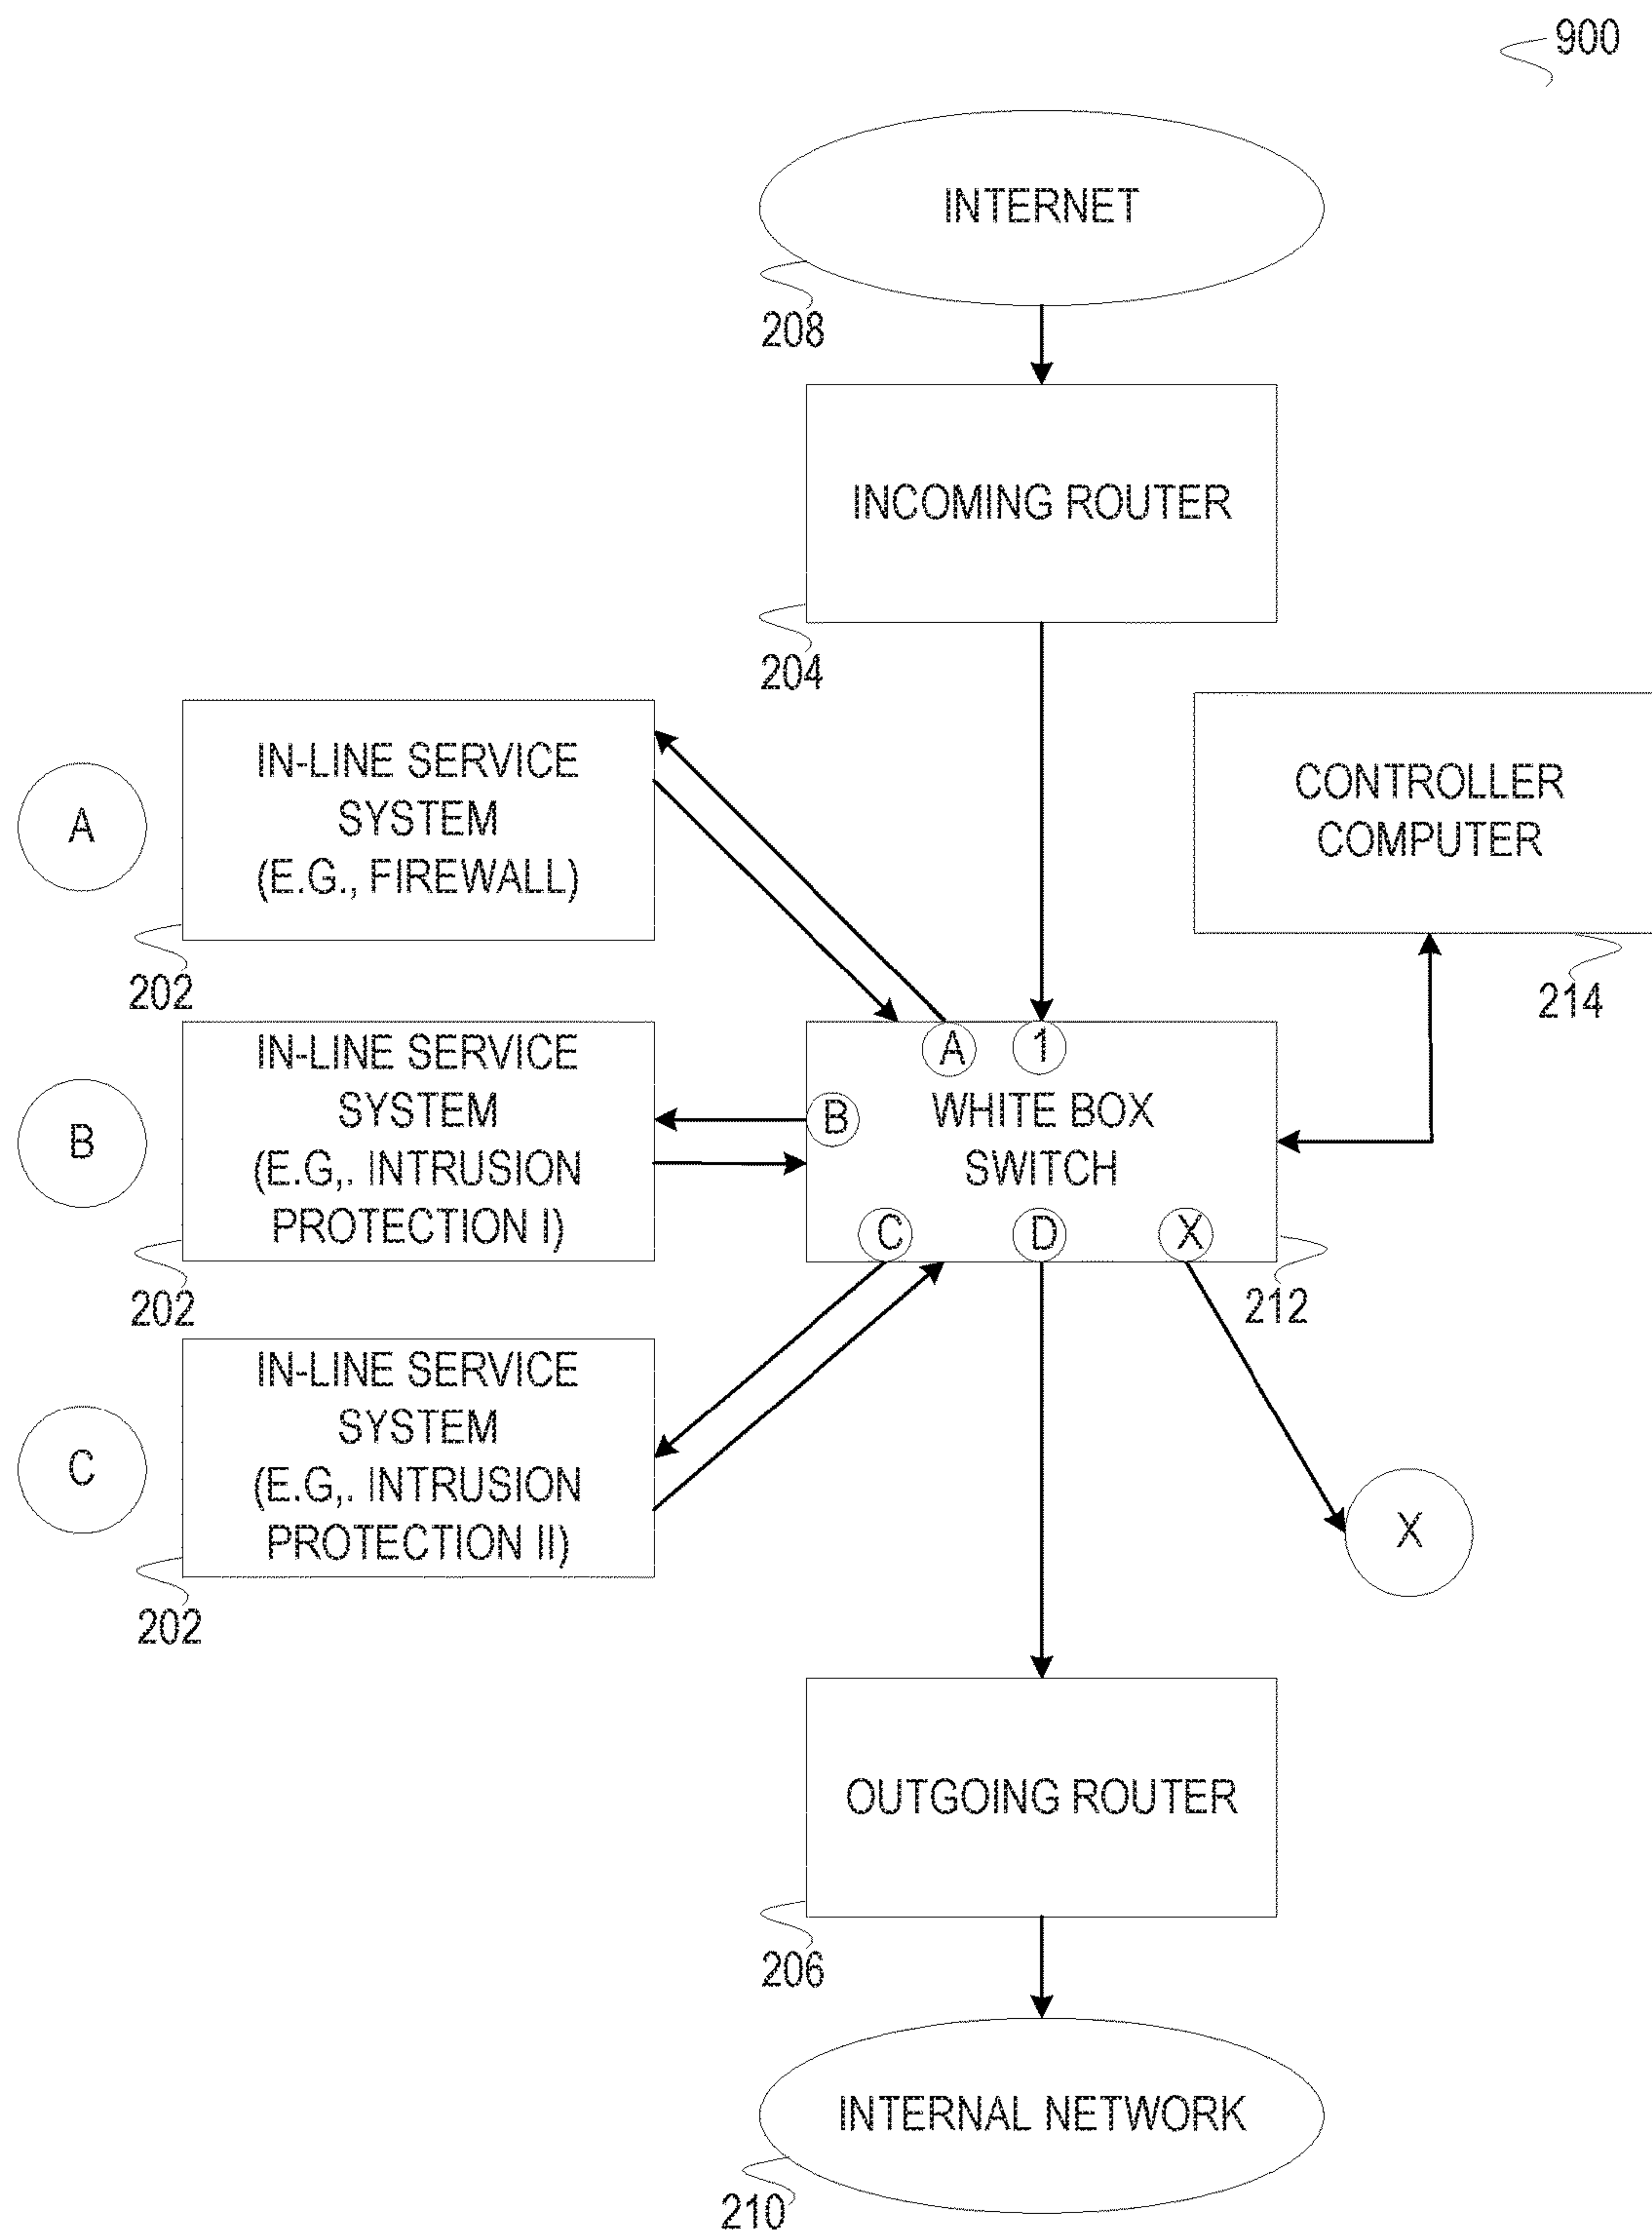 900
INTERNET
208
INCOMING ROUTER
204
A
IN-LINE SERVICE
SYSTEM
(E.G., FIREWALL)
202
CONTROLLER
COMPUTER
214
B
IN-LINE SERVICE
SYSTEM
(E.G,. INTRUSION
PROTECTION I)
202
A
1
B
WHITE BOX
SWITCH
C
D
X
212
C
IN-LINE SERVICE
SYSTEM
(E.G,. INTRUSION
PROTECTION II)
202
X
OUTGOING ROUTER
206
INTERNAL NETWORK
210